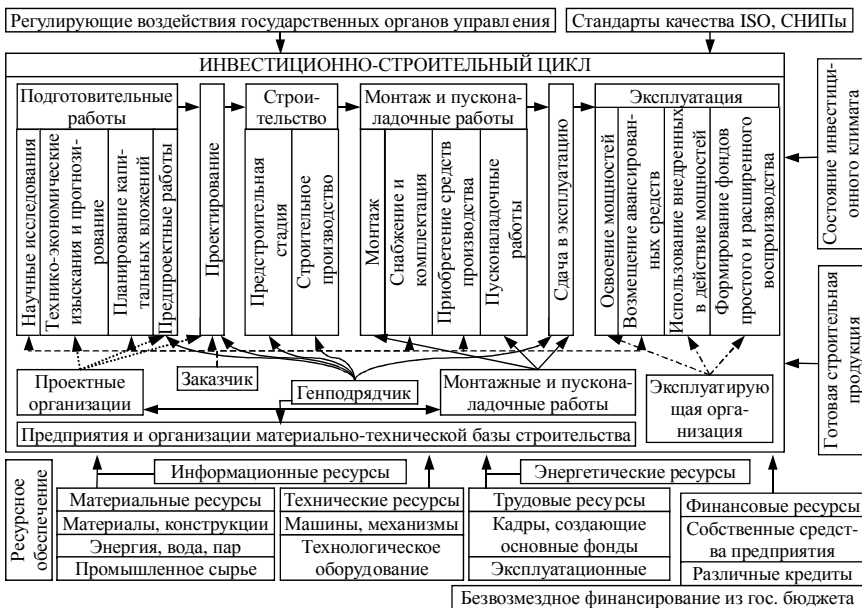 Регулирующие воздействия государственных органов управления
Стандарты качества ISO, СНИПы
ИНВЕСТИЦИОННО-СТРОИТЕЛЬНЫЙ ЦИКЛ
Подготовительные
работы
Научные исследования
Технико-экономические
изыскания и прогнози-
рование
Планирование капи-
тальных вложений
Предпроектные работы
Проектирование
Строи-
тельство
Предстроительная
стадия
Строительное
производство
Монтаж и пускона-
ладочные работы
Монтаж
Снабжение и
комплектация
Приобретение средств
производства
Пусконаладочные
работы
Сдача в эксплуатацию
Эксплуатация
Освоение мощностей
Возмещение авансирован-
ных средств
Использование внедренных
в действие мощностей
Формирование фондов
простого и расширенного
воспроизводства
Состояние инвестици-
онного климата
Готовая строительная
продукция
Проектные
организации
Заказчик
Генподрядчик
Монтажные и пускона-
ладочные работы
Эксплуатирую
щая орга-
низация
Предприятия и организации материально-технической базы строительства
Ресурсное
обеспечение
Информационные ресурсы
Энергетические ресурсы
Материальные ресурсы
Материалы, конструкции
Энергия, вода, пар
Промышленное сырье
Технические ресурсы
Машины, механизмы
Технологическое
оборудование
Трудовые ресурсы
Кадры, создающие
основные фонды
Эксплуатационные
Финансовые ресурсы
Собственные средст-
ва предприятия
Различные кредиты
Безвозмездное финансирование из гос. бюджета